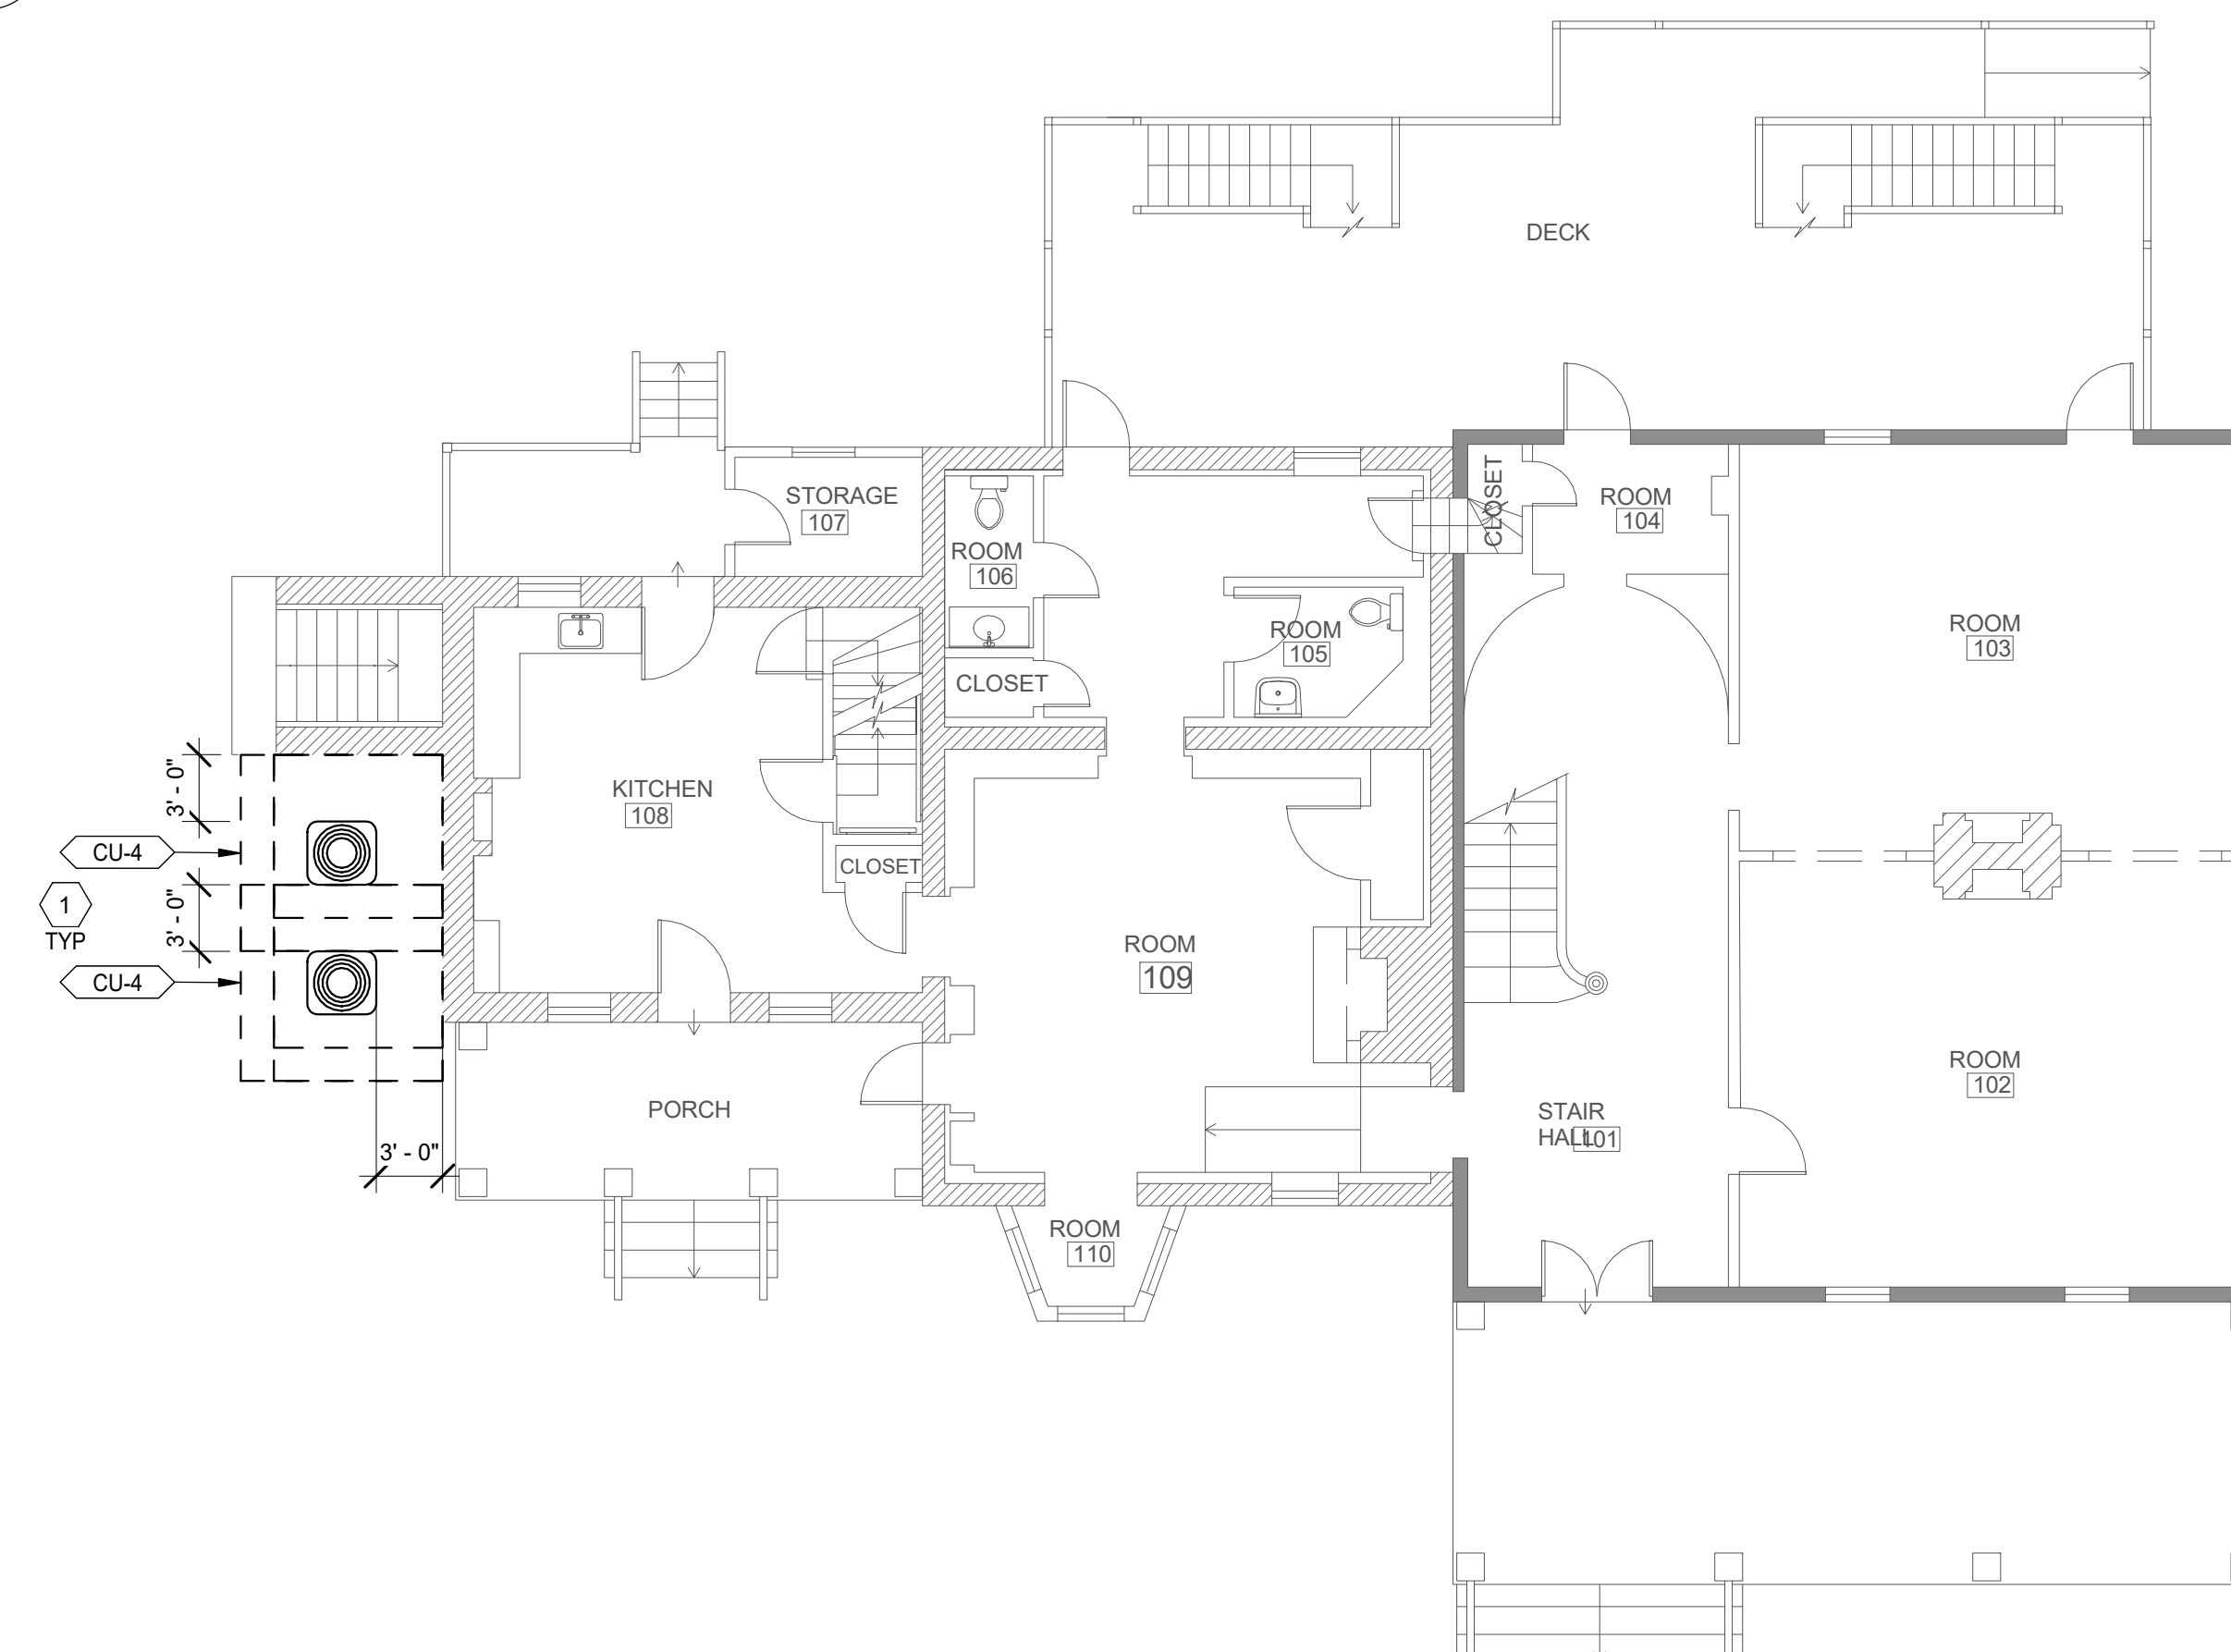 DECK
STORAGE
107
CLOSET
ROOM
104
ROOM
106
ROOM
105
ROOM
103
CLOSET
3' - 0"
KITCHEN
108
CU-4
CLOSET
1
TYP
3' - 0"
CU-4
ROOM
109
ROOM
102
PORCH
STAIR
HALL 101
3' - 0"
ROOM
110